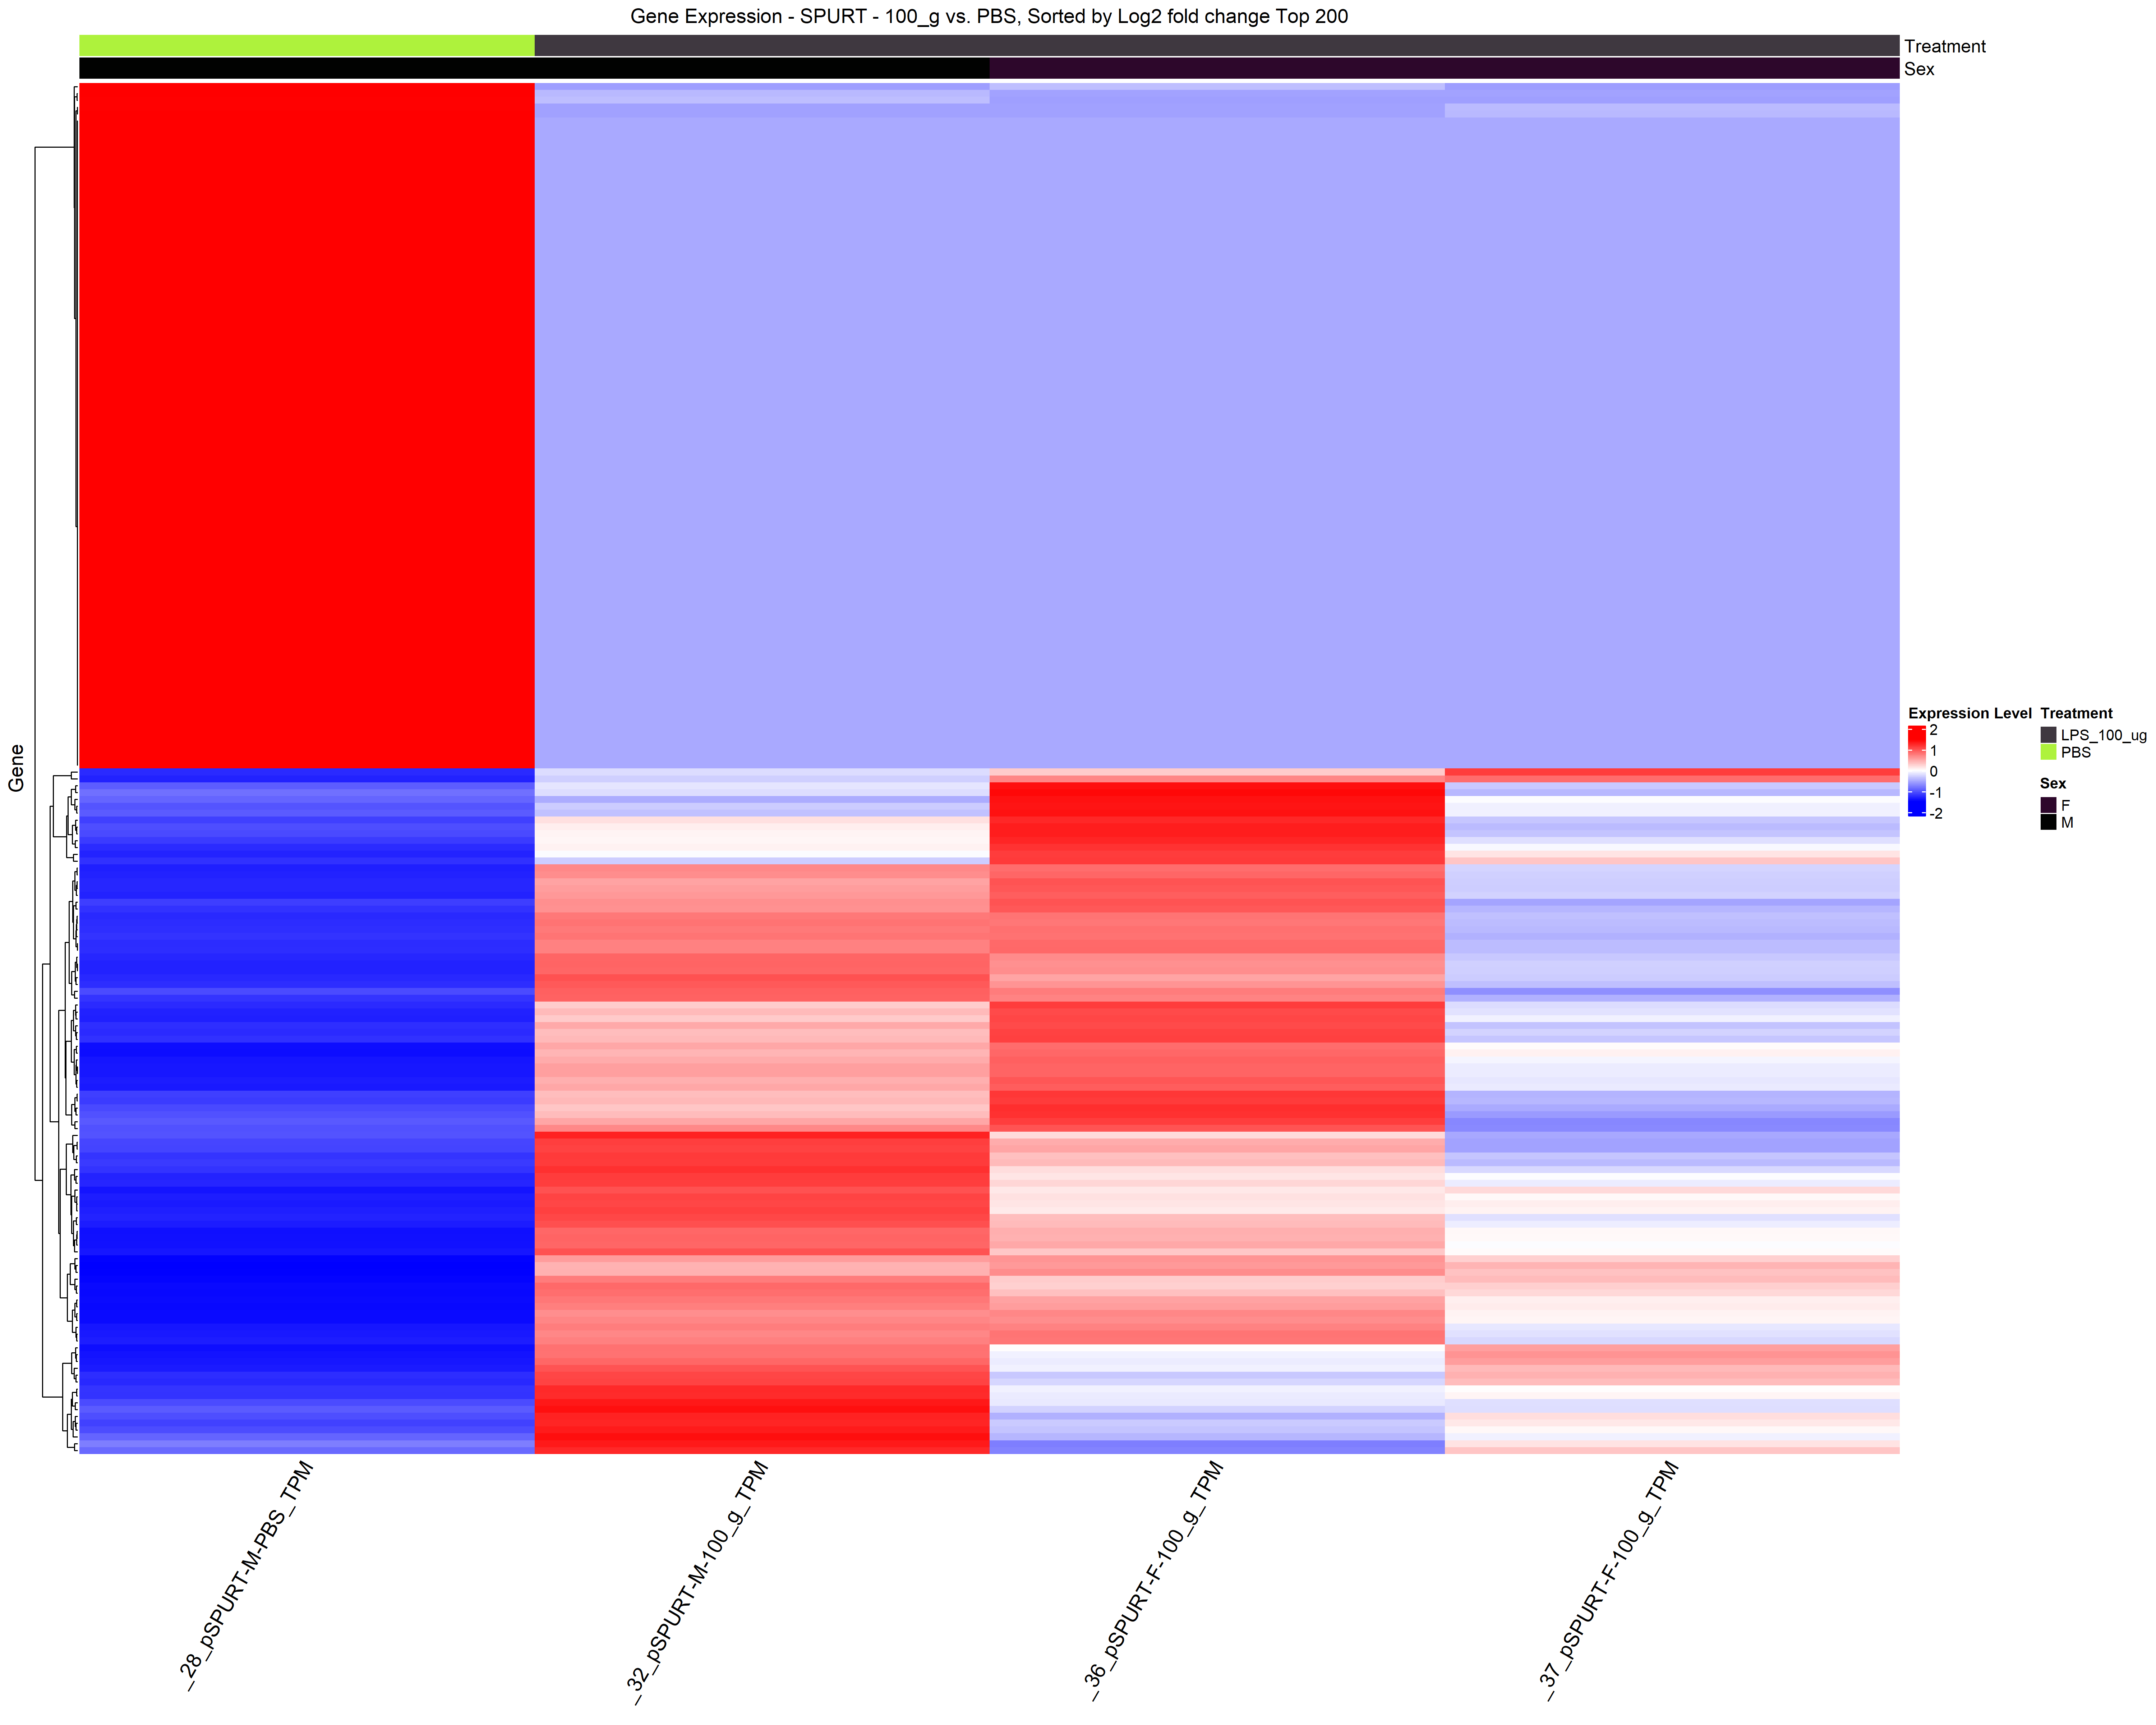 Gene Expression - SPURT - 100_g vs. PBS, Sorted by Log2 fold change Top 200
Treatment
Sex
Gene
Expression Level
2
1
0
-1
-2
Treatment
LPS_100_ug
PBS
Sex
F
M
_28_pSPURT-M-PBS_TPM
_32_pSPURT-M-100_g_TPM
_36_pSPURT-F-100_g_TPM
_37_pSPURT-F-100_g_TPM